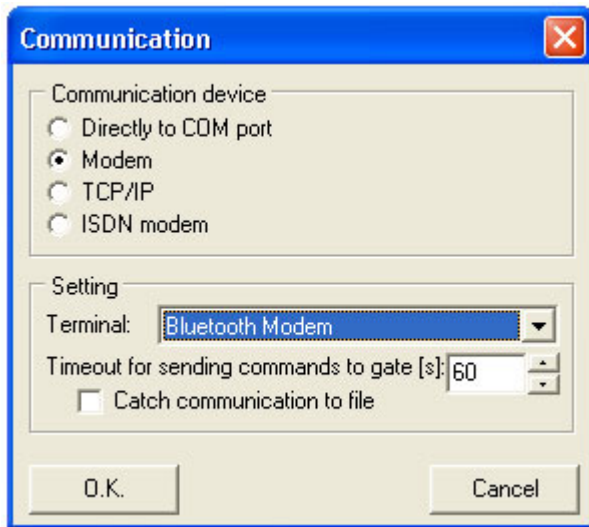 Communication
Communication device
Directly to COM port
Modem
TCP/IP
ISDN modem
Setting
Terminal: Bluetooth Modem
Timeout for sending commands to gate [s]: 60
Catch communication to file
O.K. Cancel